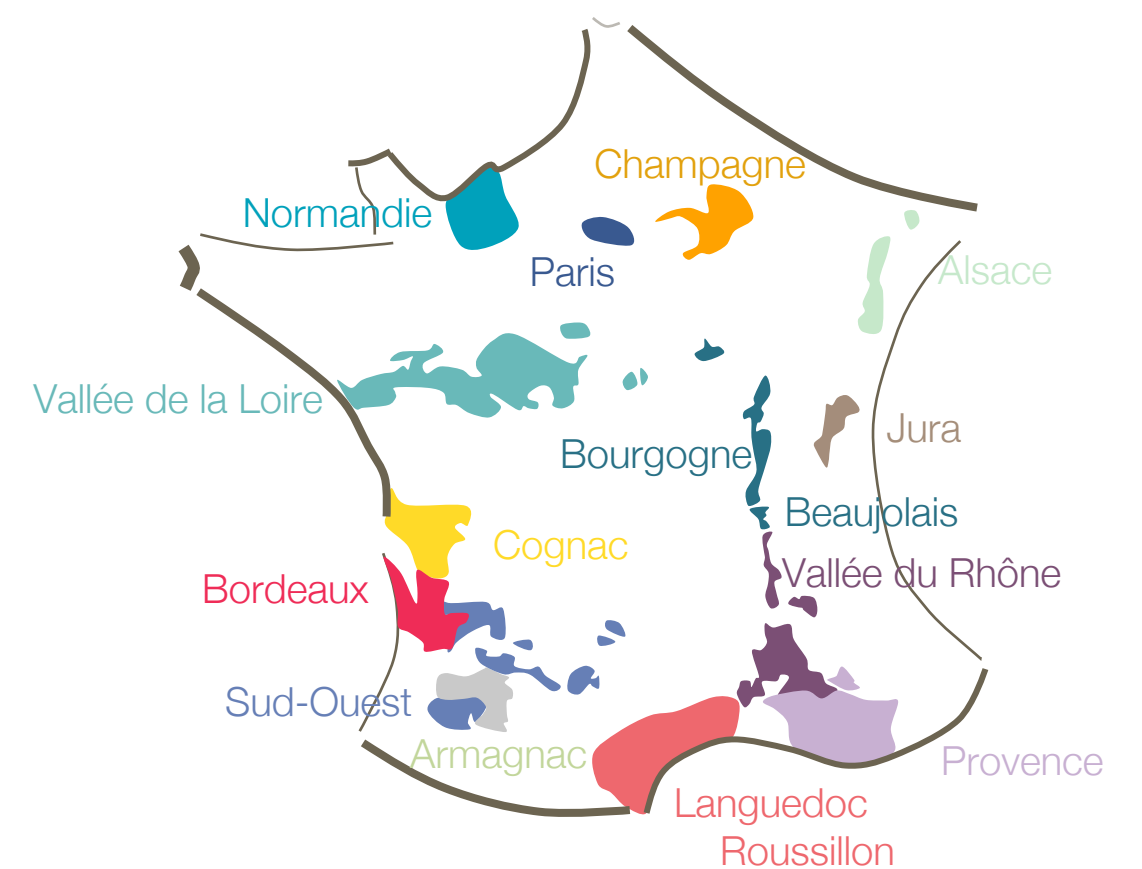 Champagne
Normandie
Paris
Alsace
Vallée de la Loire
Jura
Bourgogne
Beaujolais
Cognac
Vallée du Rhône
Bordeaux
Sud-Ouest
Armagnac
Provence
Languedoc
Roussillon